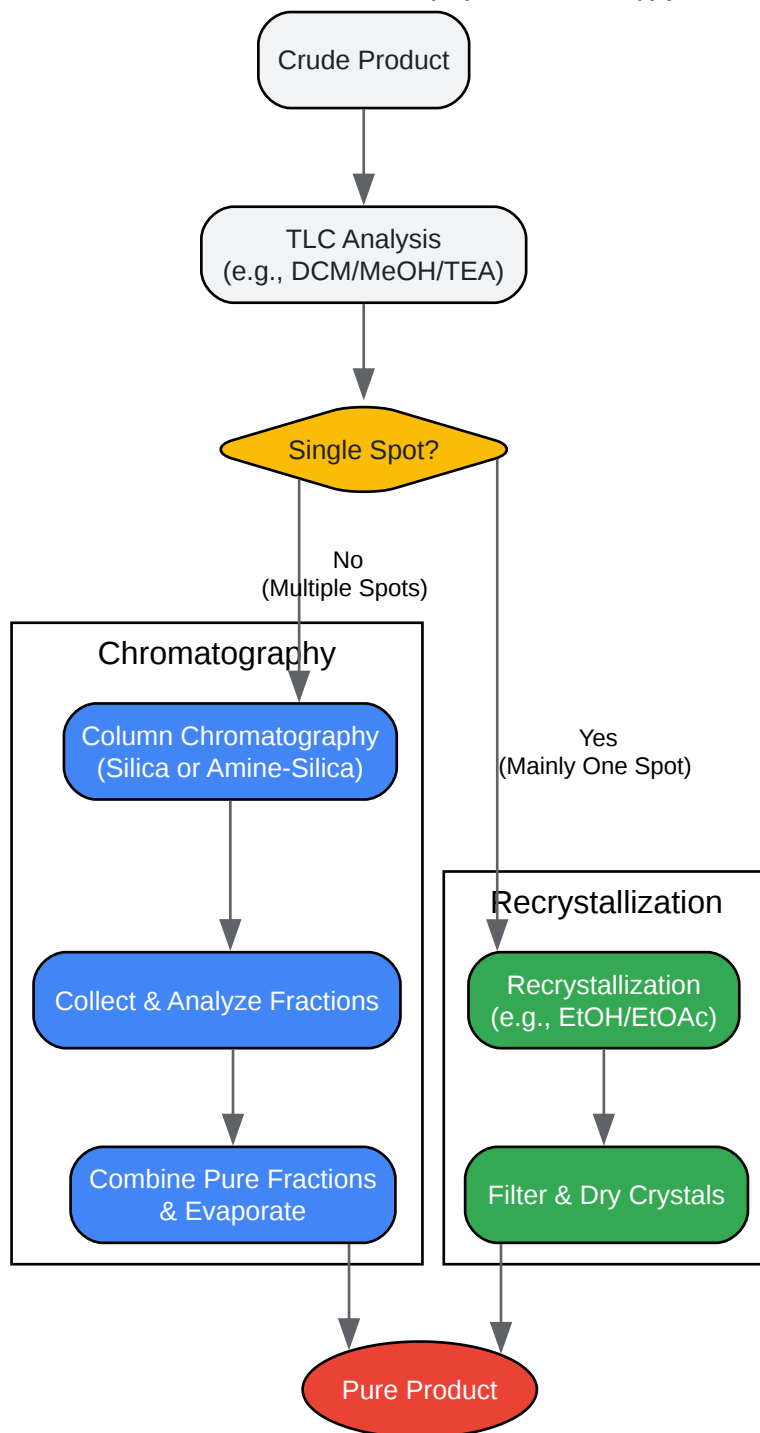 Crude Product
TLC Analysis
(e.g., DCM/MeOH/TEA)
Single Spot?
No
(Multiple Spots)
Chromatography
Column Chromatography
(Silica or Amine-Silica)
Yes
(Mainly One Spot)
Recrystallization
Collect & Analyze Fractions
Recrystallization
(e.g., EtOH/EtOAc)
Combine Pure Fractions
& Evaporate
Filter & Dry Crystals
Pure Product